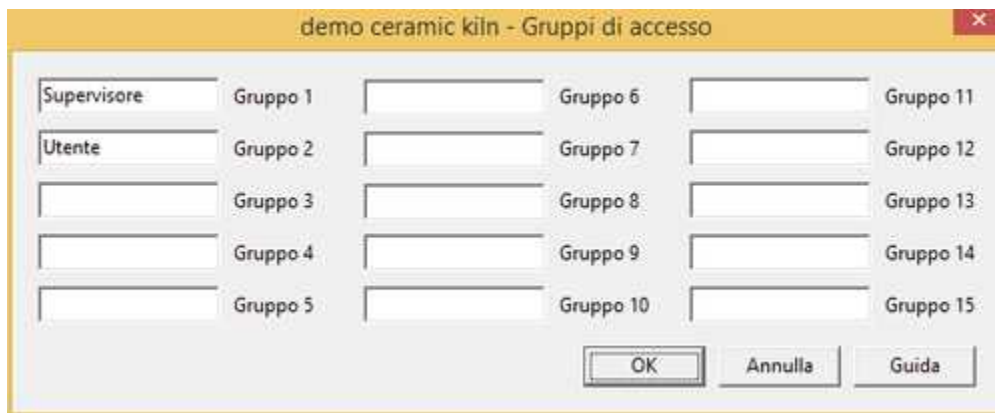 demo ceramic kiln - Gruppi di accesso
Supervisore Gruppo 1 Gruppo 6 Gruppo 11
Utente Gruppo 2 Gruppo 7 Gruppo 12
Gruppo 3 Gruppo 8 Gruppo 13
Gruppo 4 Gruppo 9 Gruppo 14
Gruppo 5 Gruppo 10 Gruppo 15
OK Annulla Guida